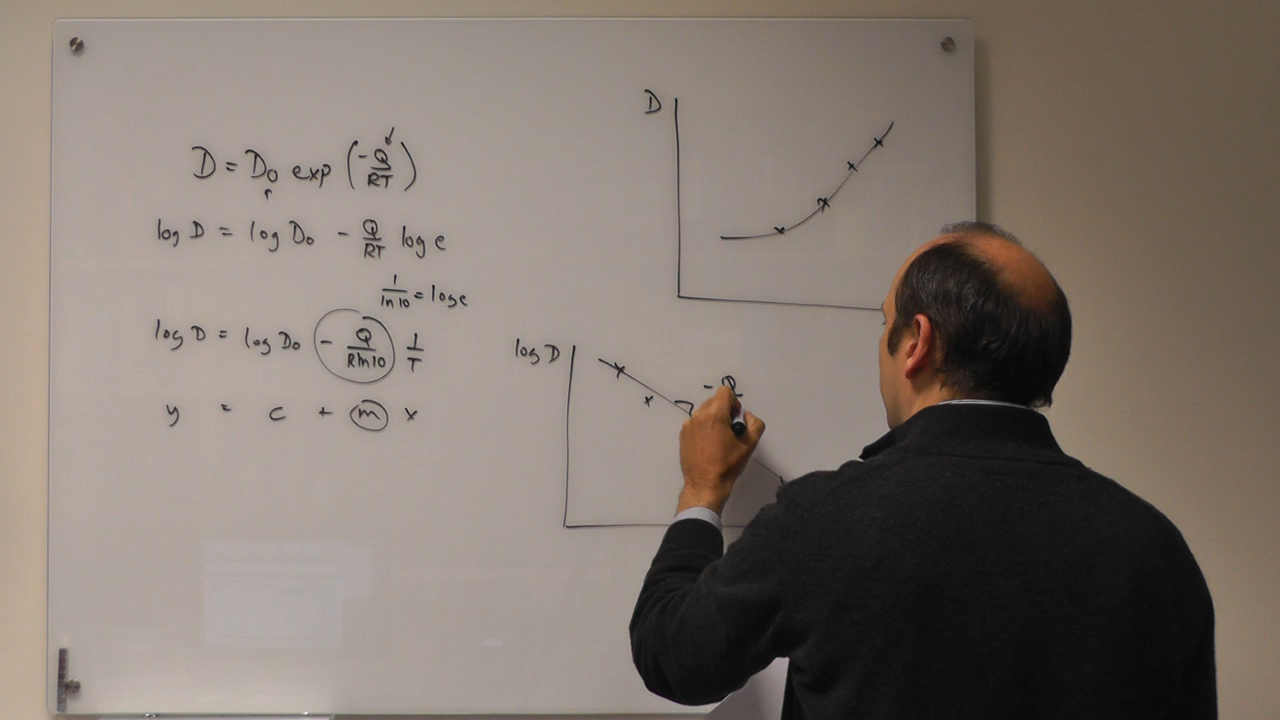 D = D₀ exp (-Q/RT)
log D = log D₀ - Q/RT log e
1/ln10 = log e
log D = log D₀ - Q/Rln10 1/T
y = c + m x
D
log D
-Q